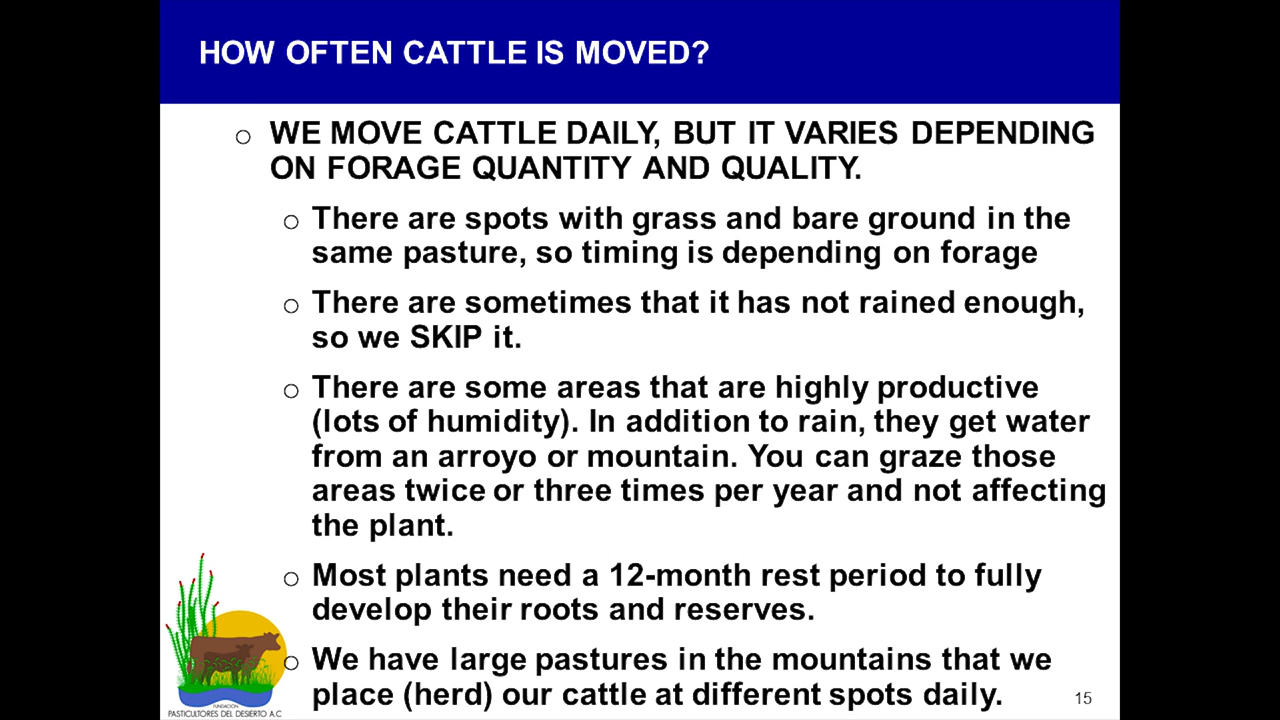 HOW OFTEN CATTLE IS MOVED?
○ WE MOVE CATTLE DAILY, BUT IT VARIES DEPENDING
ON FORAGE QUANTITY AND QUALITY.
○ There are spots with grass and bare ground in the
same pasture, so timing is depending on forage
○ There are sometimes that it has not rained enough,
so we SKIP it.
○ There are some areas that are highly productive
(lots of humidity). In addition to rain, they get water
from an arroyo or mountain. You can graze those
areas twice or three times per year and not affecting
the plant.
○ Most plants need a 12-month rest period to fully
develop their roots and reserves.
○ We have large pastures in the mountains that we
place (herd) our cattle at different spots daily.
15
FUNDACIÓN
PASTICULTORES DEL DESIERTO A.C